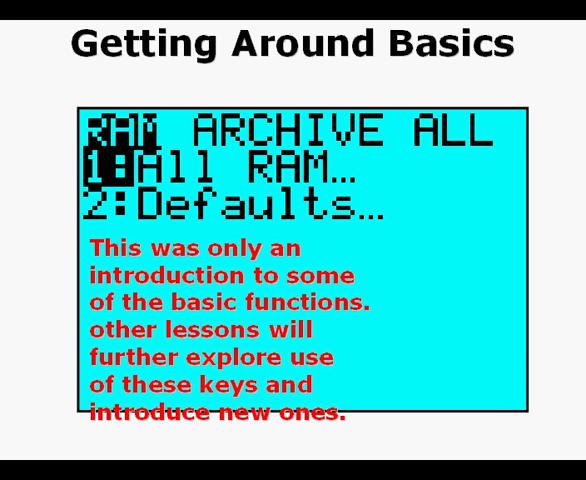 Getting Around Basics
RAM ARCHIVE ALL
1:All RAM...
2:Defaults...
This was only an
introduction to some
of the basic functions.
other lessons will
further explore use
of these keys and
introduce new ones.